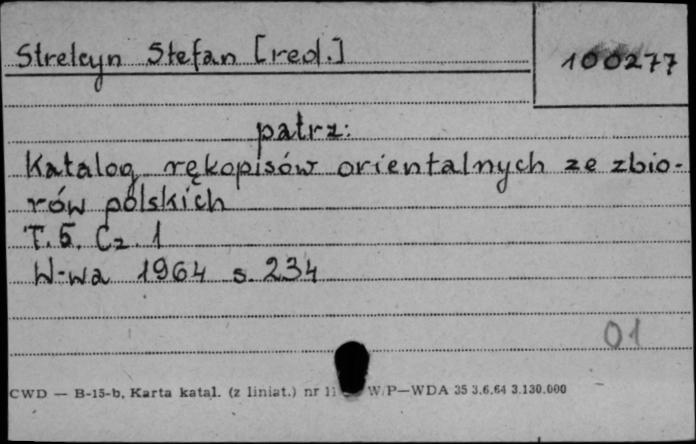 Strelcyn Stefan [red.]
100277
patrz:
Katalog rękopisów orientalnych ze zbio-
rów polskich
T. 5. Cz. 1
W-wa 1964 s. 234
01
CWD — B-15-b, Karta katal. (z liniat.) nr W/P—WDA 35 3.6.64 3.130.000